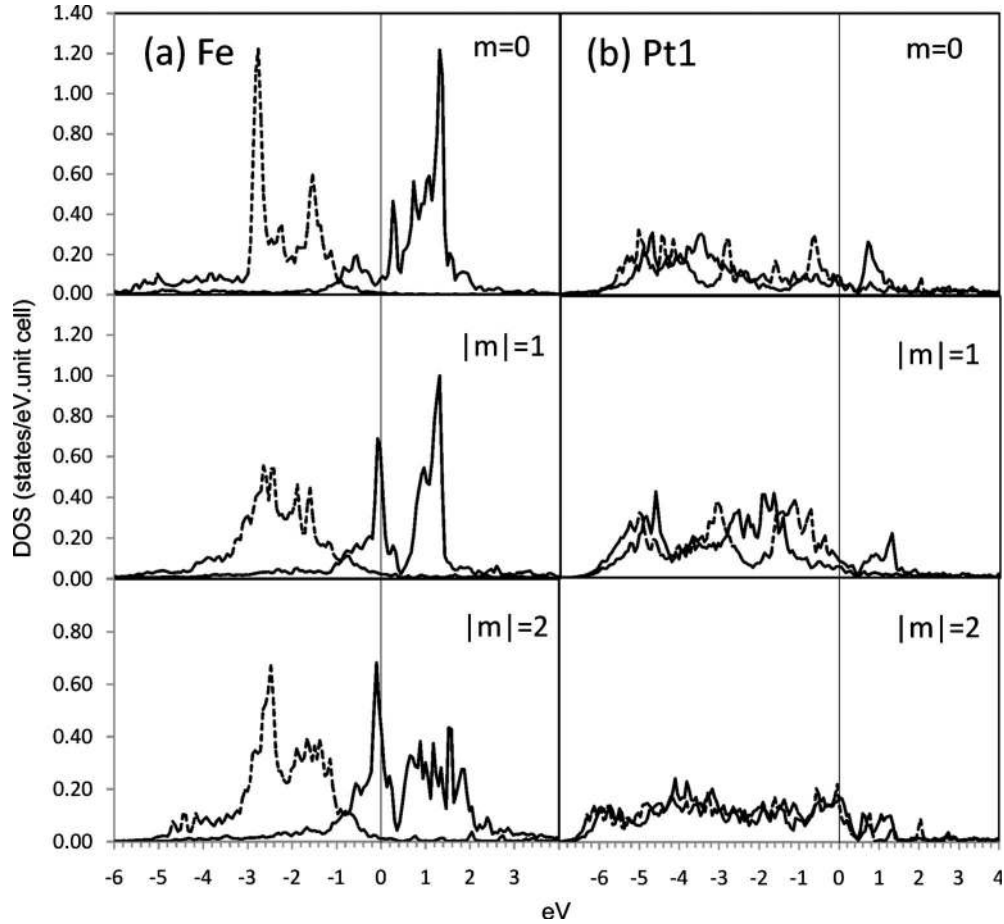 1.40
1.20
1.00
0.80
0.60
0.40
0.20
0.00
(a) Fe
m=0
(b) Pt1
m=0
1.20
1.00
0.80
0.60
0.40
0.20
0.00
|m|=1
|m|=1
0.80
0.60
0.40
0.20
0.00
|m|=2
|m|=2
DOS (states/eV.unit cell)
-6 -5 -4 -3 -2 -1 0 1 2 3
-6 -5 -4 -3 -2 -1 0 1 2 3 4
eV